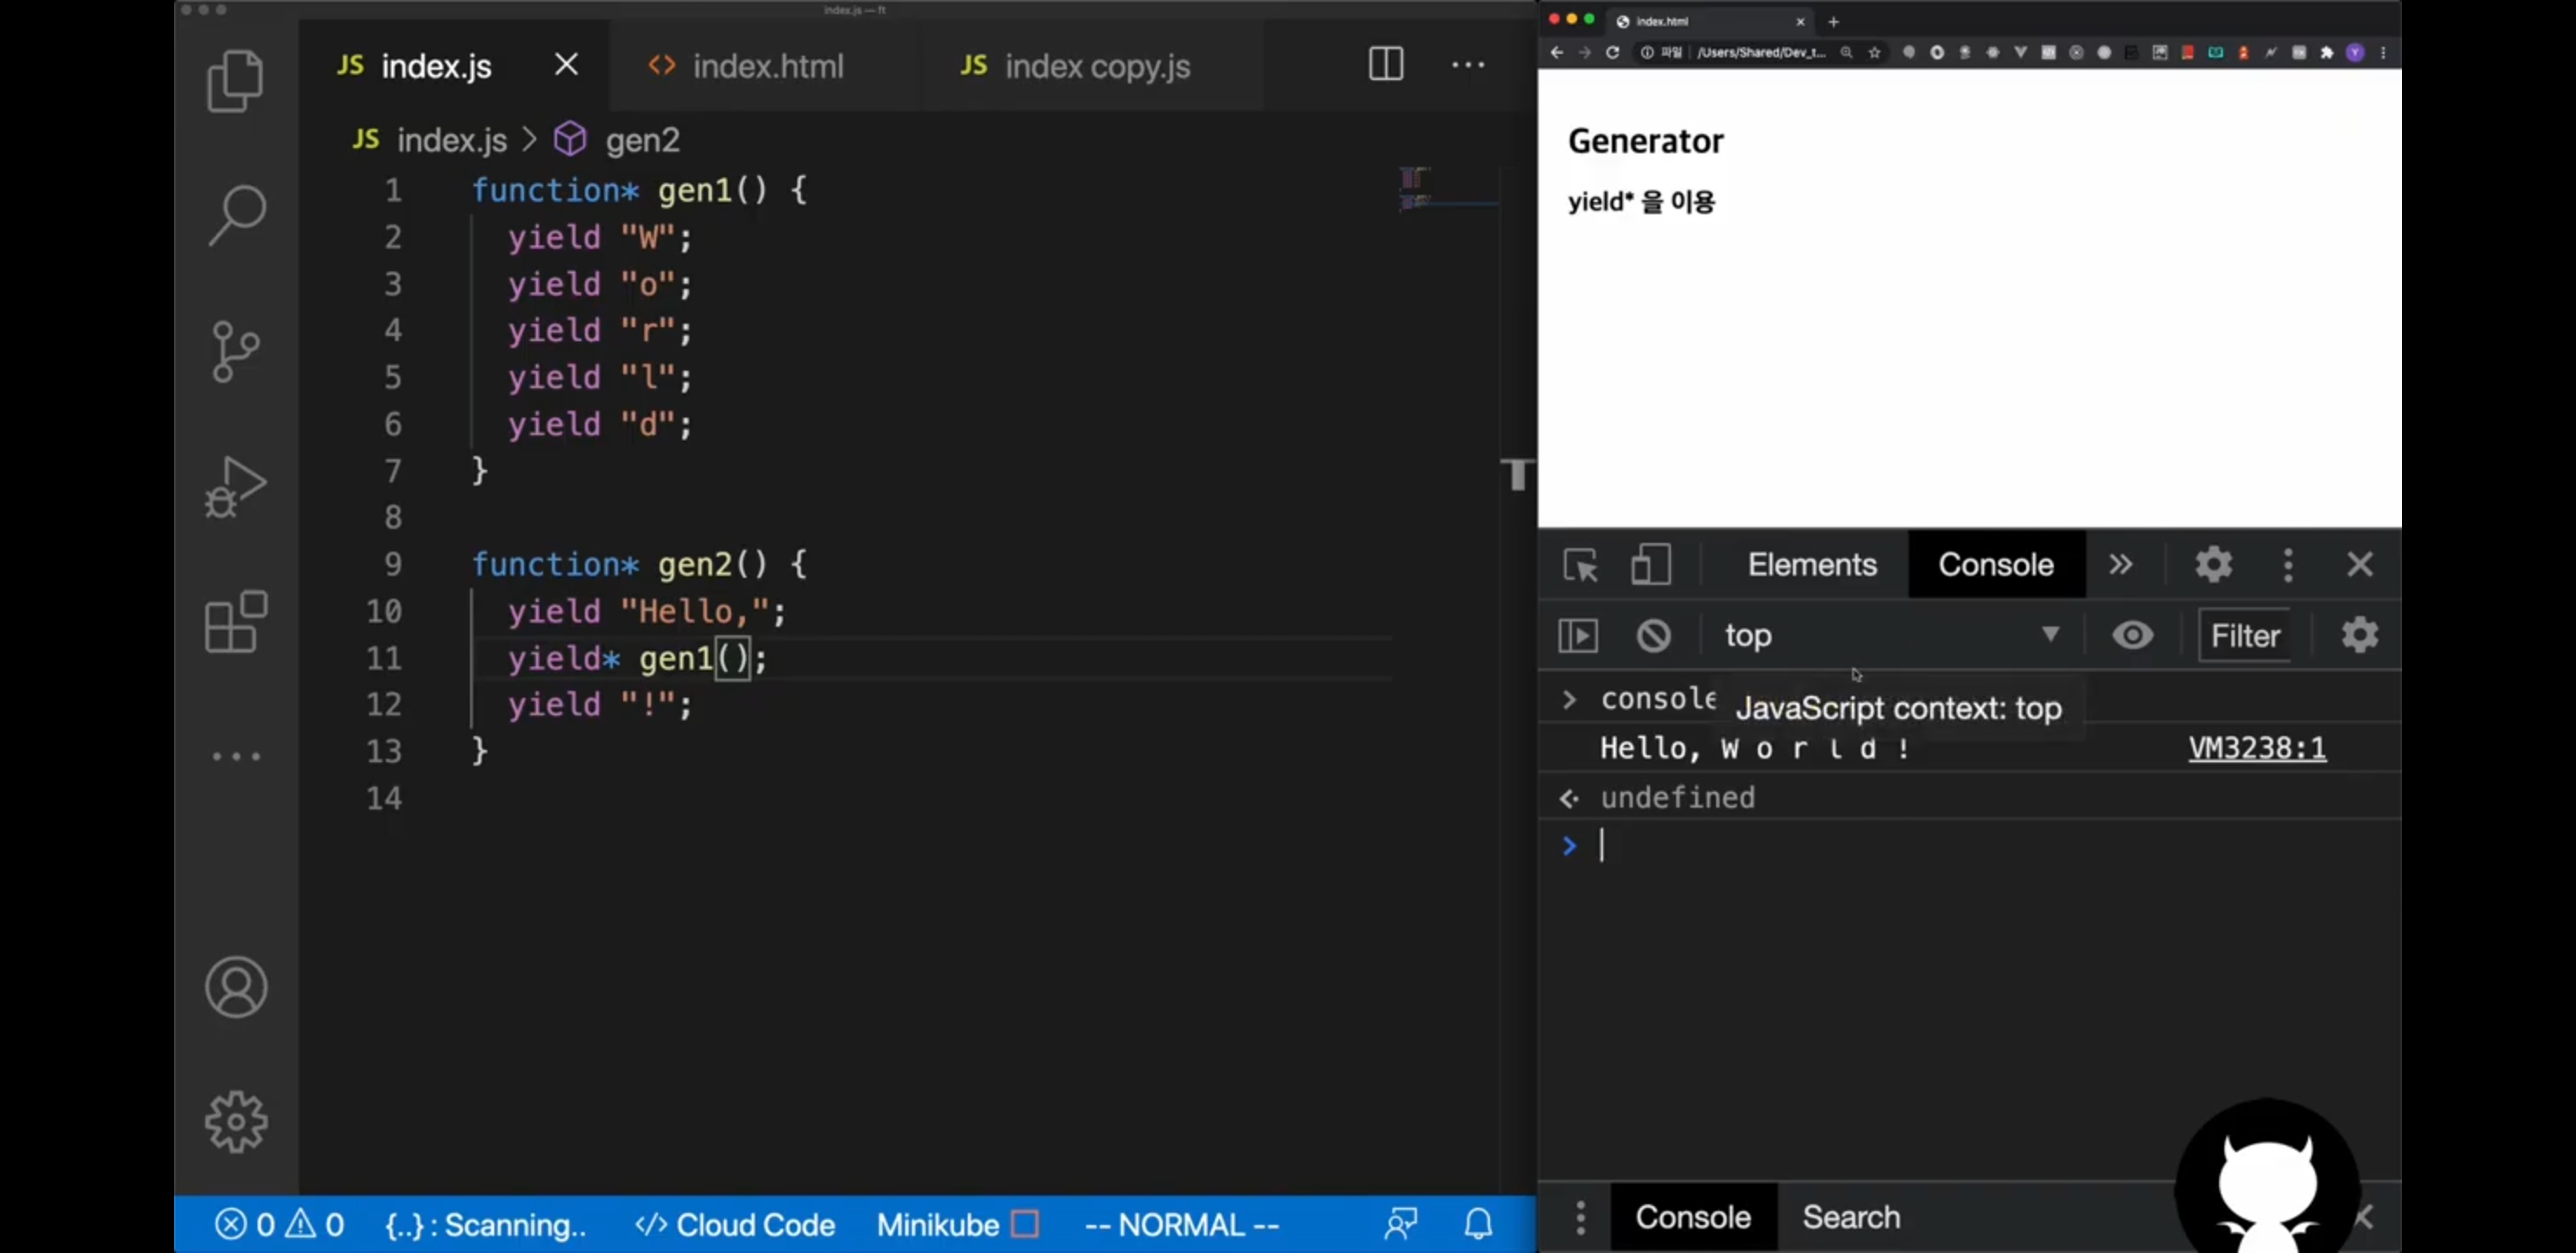 index.js — ft
JS index.js
<> index.html
JS index copy.js
JS index.js > gen2
1 function* gen1() {
2 yield "W";
3 yield "o";
4 yield "r";
5 yield "l";
6 yield "d";
7 }
8
9 function* gen2() {
10 yield "Hello,";
11 yield* gen1();
12 yield "!";
13 }
14
0 0 {..} : Scanning.. </> Cloud Code Minikube -- NORMAL --
index.html
파일 /Users/Shared/Dev_t...
Generator
yield* 을 이용
Elements Console »
top Filter
> console
JavaScript context: top
Hello, W o r l d ! VM3238:1
undefined
>
Console Search